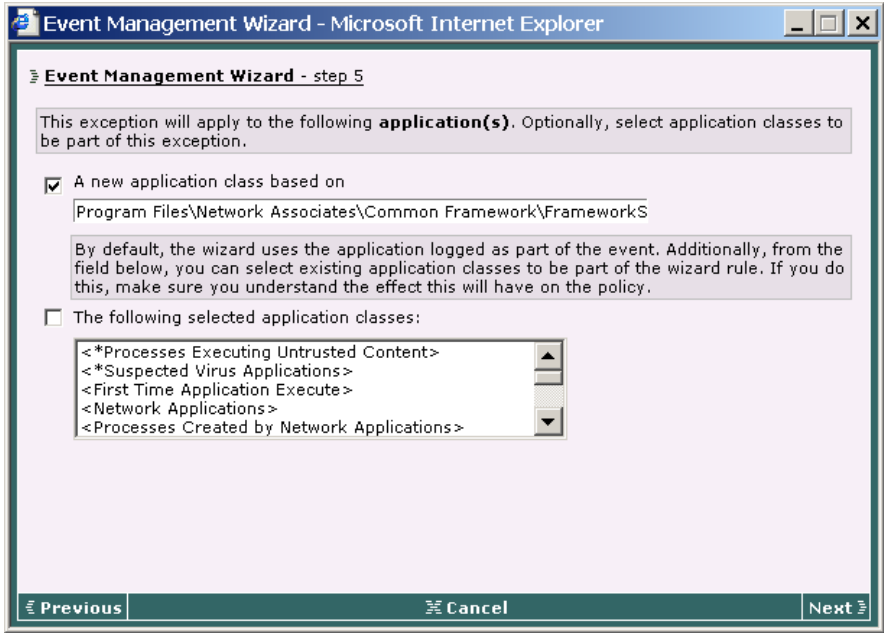 Event Management Wizard - Microsoft Internet Explorer
Event Management Wizard - step 5
This exception will apply to the following application(s). Optionally, select application classes to
be part of this exception.
A new application class based on
Program Files\Network Associates\Common Framework\FrameworkS
By default, the wizard uses the application logged as part of the event. Additionally, from the
field below, you can select existing application classes to be part of the wizard rule. If you do
this, make sure you understand the effect this will have on the policy.
The following selected application classes:
<*Processes Executing Untrusted Content>
<*Suspected Virus Applications>
<First Time Application Execute>
<Network Applications>
<Processes Created by Network Applications>
Previous
Cancel
Next